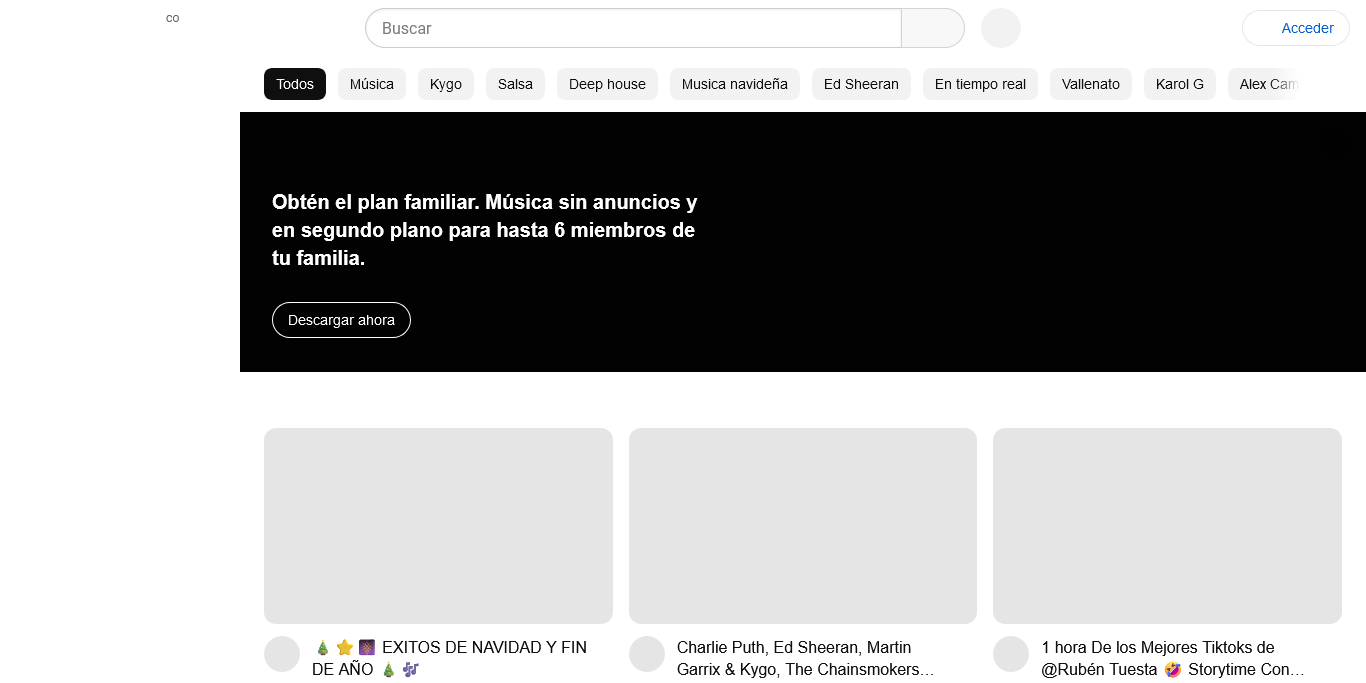 CO
Buscar
Acceder
Todos
Música
Kygo
Salsa
Deep house
Musica navideña
Ed Sheeran
En tiempo real
Vallenato
Karol G
Alex Cam
Obtén el plan familiar. Música sin anuncios y
en segundo plano para hasta 6 miembros de
tu familia.
Descargar ahora
🎄 ⭐ 🎆 EXITOS DE NAVIDAD Y FIN
DE AÑO 🎄 🎶
Charlie Puth, Ed Sheeran, Martin
Garrix & Kygo, The Chainsmokers…
1 hora De los Mejores Tiktoks de
@Rubén Tuesta 🤣 Storytime Con…